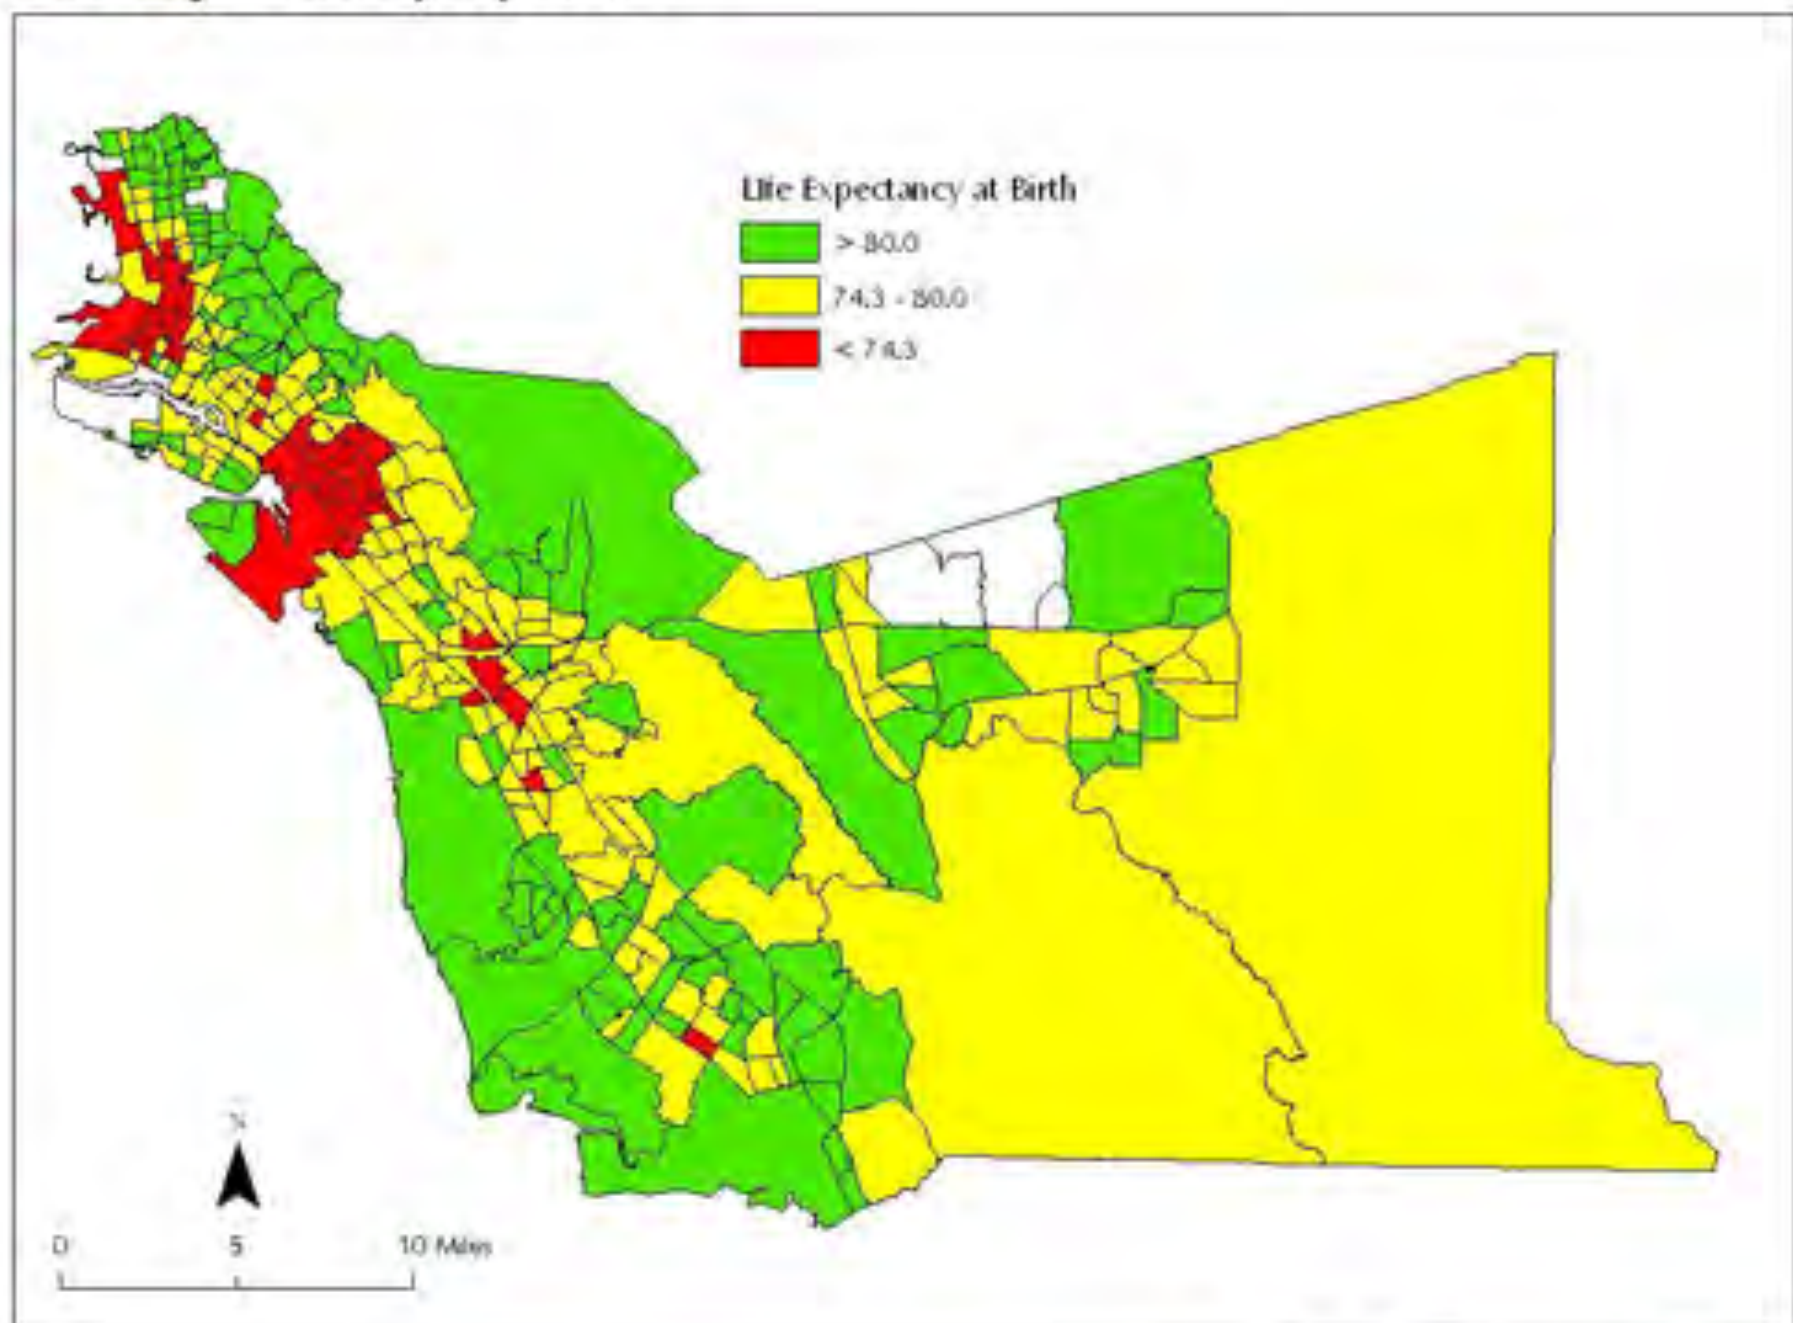 Life Expectancy at Birth
> 80.0
74.3 - 80.0
< 74.3
N
0 5 10 Miles